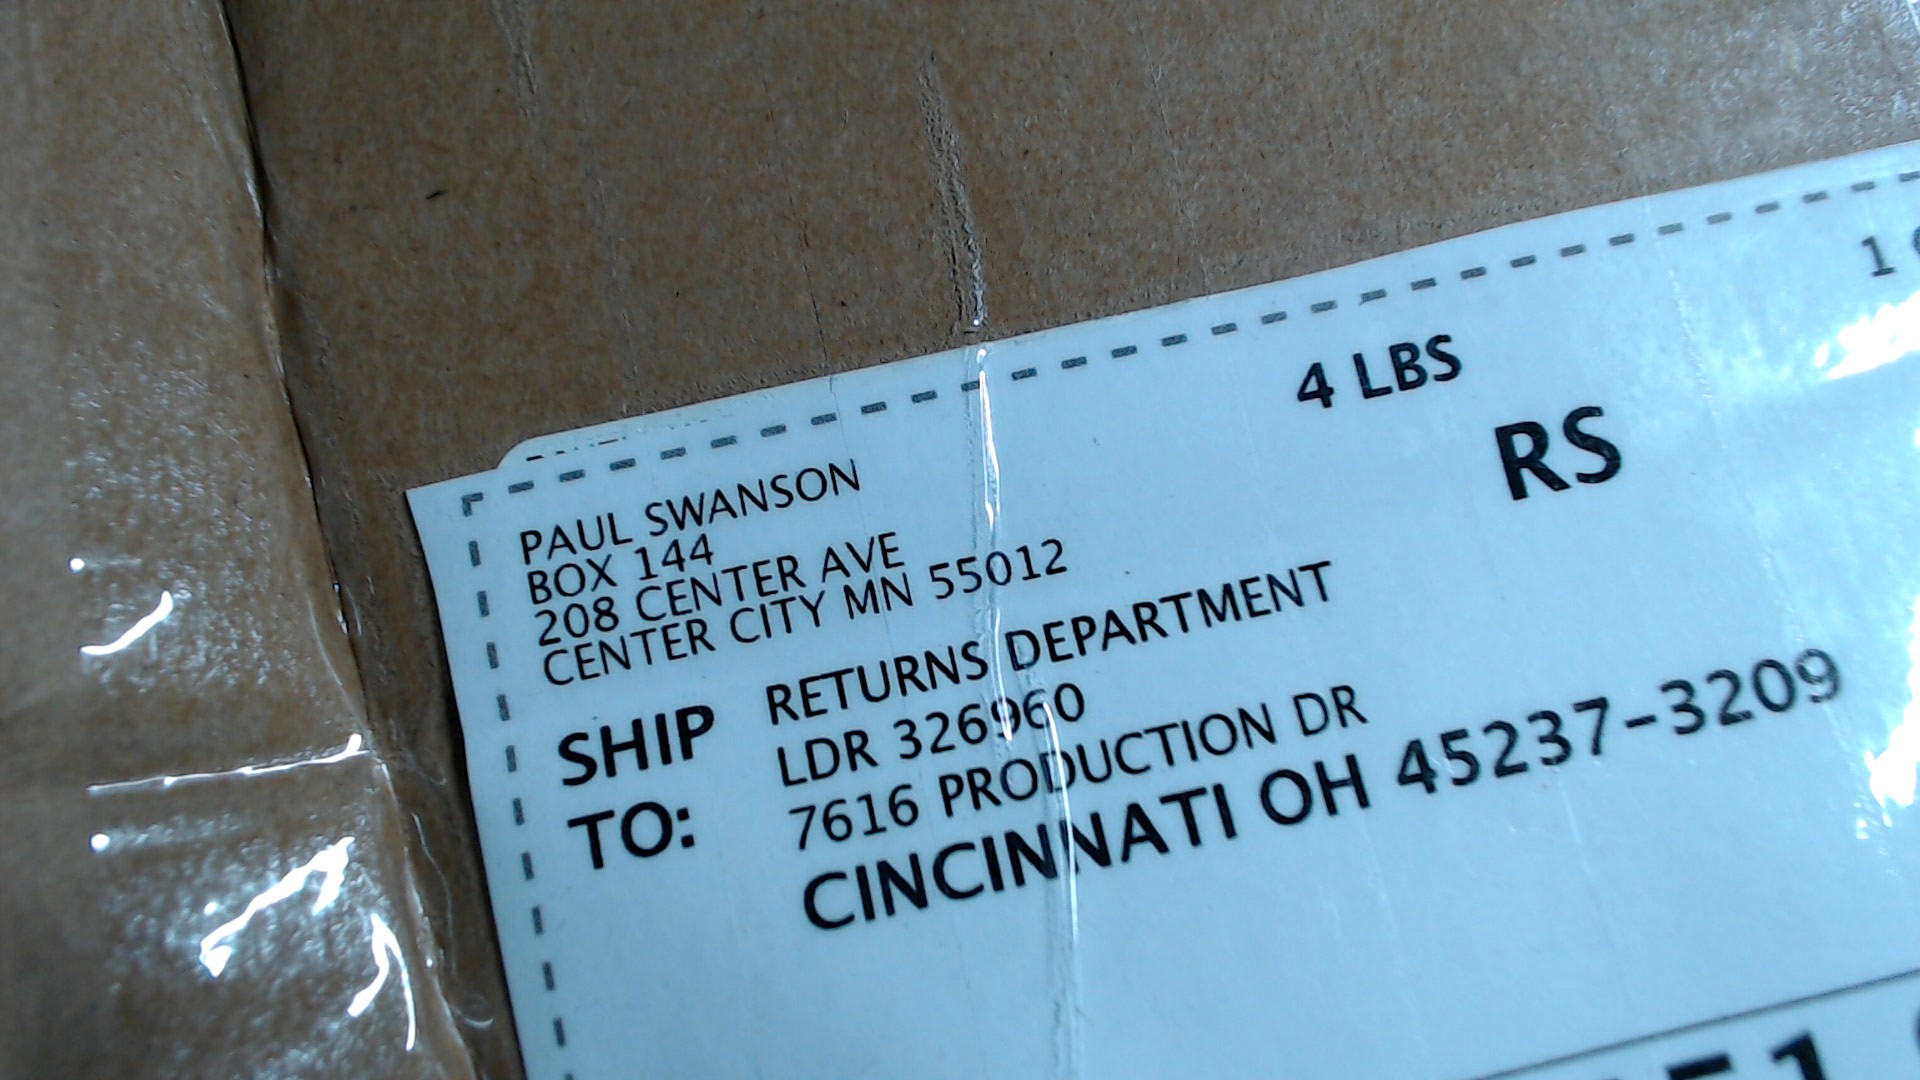 4 LBS
RS
PAUL SWANSON
BOX 144
208 CENTER AVE
CENTER CITY MN 55012
SHIP TO:
RETURNS DEPARTMENT
LDR 326960
7616 PRODUCTION DR
CINCINNATI OH 45237-3209